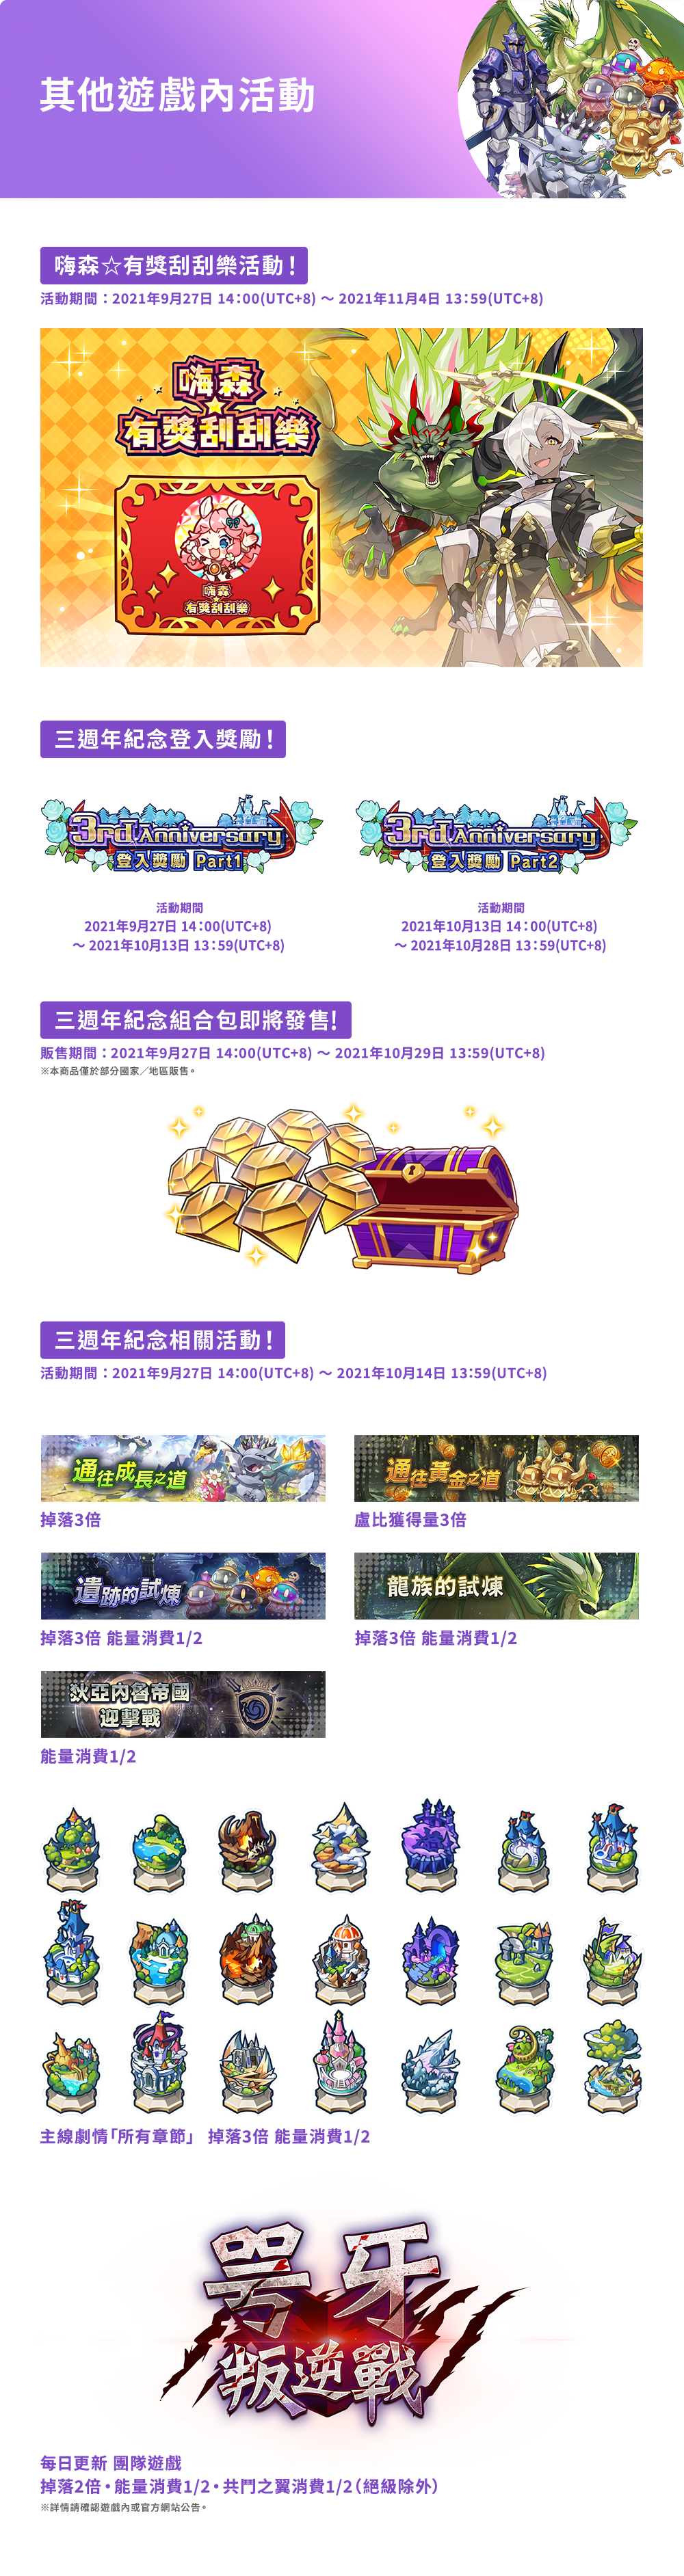 其他遊戲內活動
嗨森☆有獎刮刮樂活動！
活動期間：2021年9月27日 14：00(UTC+8) ～ 2021年11月4日 13：59(UTC+8)
嗨森
☆
有獎刮刮樂
嗨森
☆
有獎刮刮樂
三週年紀念登入獎勵！
3rd Anniversary
登入獎勵 Part1
3rd Anniversary
登入獎勵 Part2
活動期間
2021年9月27日 14：00(UTC+8)
～ 2021年10月13日 13：59(UTC+8)
活動期間
2021年10月13日 14：00(UTC+8)
～ 2021年10月28日 13：59(UTC+8)
三週年紀念組合包即將發售!
販售期間：2021年9月27日 14:00(UTC+8) ～ 2021年10月29日 13:59(UTC+8)
※本商品僅於部分國家／地區販售。
三週年紀念相關活動！
活動期間：2021年9月27日 14:00(UTC+8) ～ 2021年10月14日 13:59(UTC+8)
通往成長之道
通往黃金之道
掉落3倍
盧比獲得量3倍
遺跡的試煉
龍族的試煉
掉落3倍 能量消費1/2
掉落3倍 能量消費1/2
狄亞內魯帝國
迎擊戰
能量消費1/2
主線劇情「所有章節」 掉落3倍 能量消費1/2
咢牙
叛逆戰
每日更新 團隊遊戲
掉落2倍・能量消費1/2・共鬥之翼消費1/2（絕級除外）
※詳情請確認遊戲內或官方網站公告。